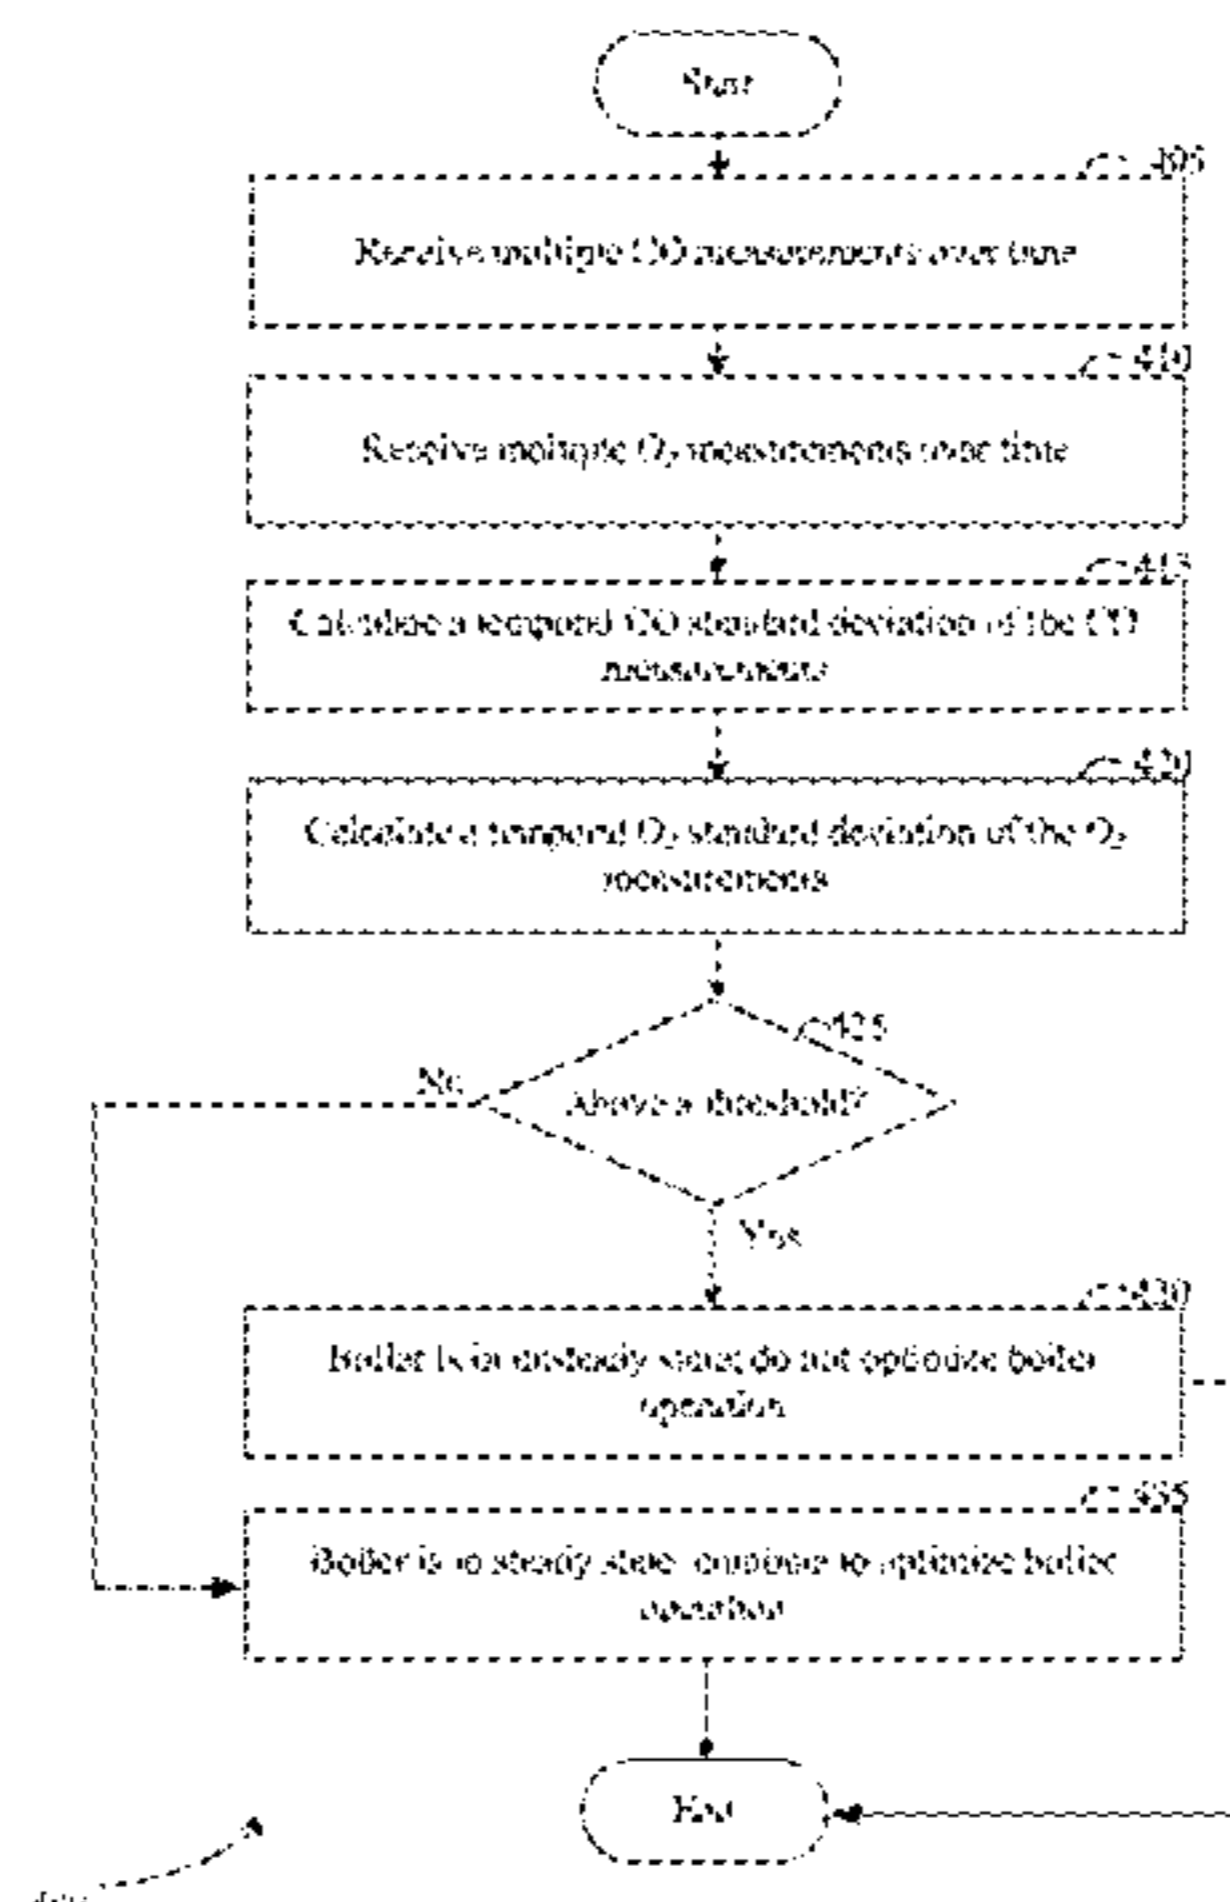 Start
405
Receive multiple CO measurements over time
410
Receive multiple O₂ measurements over time
415
Calculate a temporal CO standard deviation of the CO
measurements
420
Calculate a temporal O₂ standard deviation of the O₂
measurements
425
No
Above a threshold?
Yes
430
Boiler is in unsteady state; do not optimize boiler
operation
435
Boiler is in steady state continue to optimize boiler
operation
End